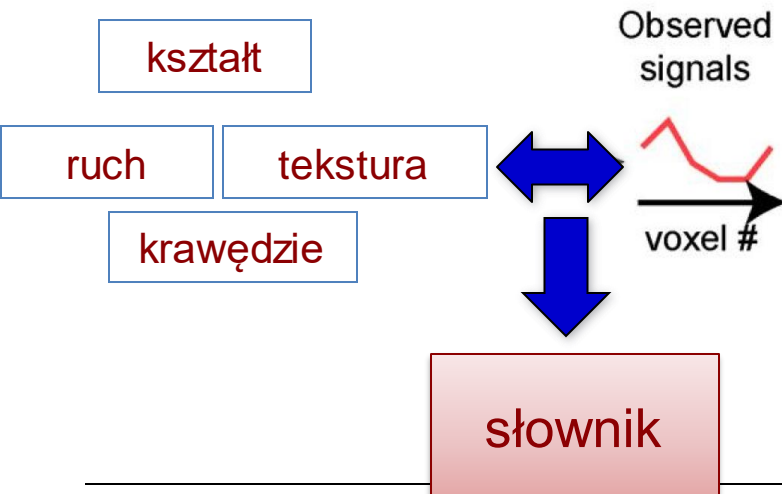 kształt
Observed
signals
ruch
tekstura
krawędzie
voxel #
słownik